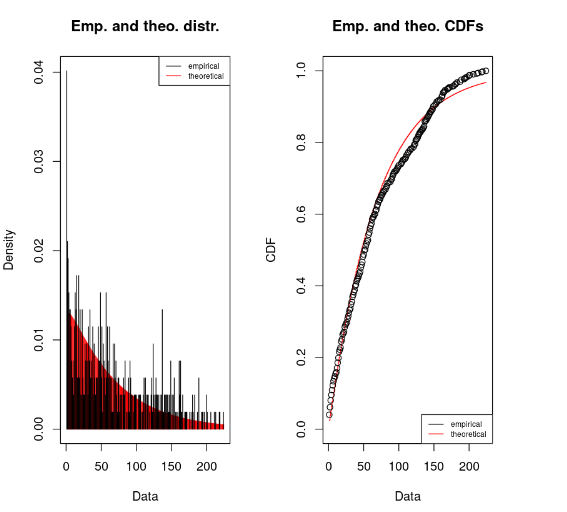 Emp. and theo. distr.
Density
0.00
0.01
0.02
0.03
0.04
empirical
theoretical
0
50
100
150
200
Data
Emp. and theo. CDFs
CDF
0.0
0.2
0.4
0.6
0.8
1.0
empirical
theoretical
0
50
100
150
200
Data